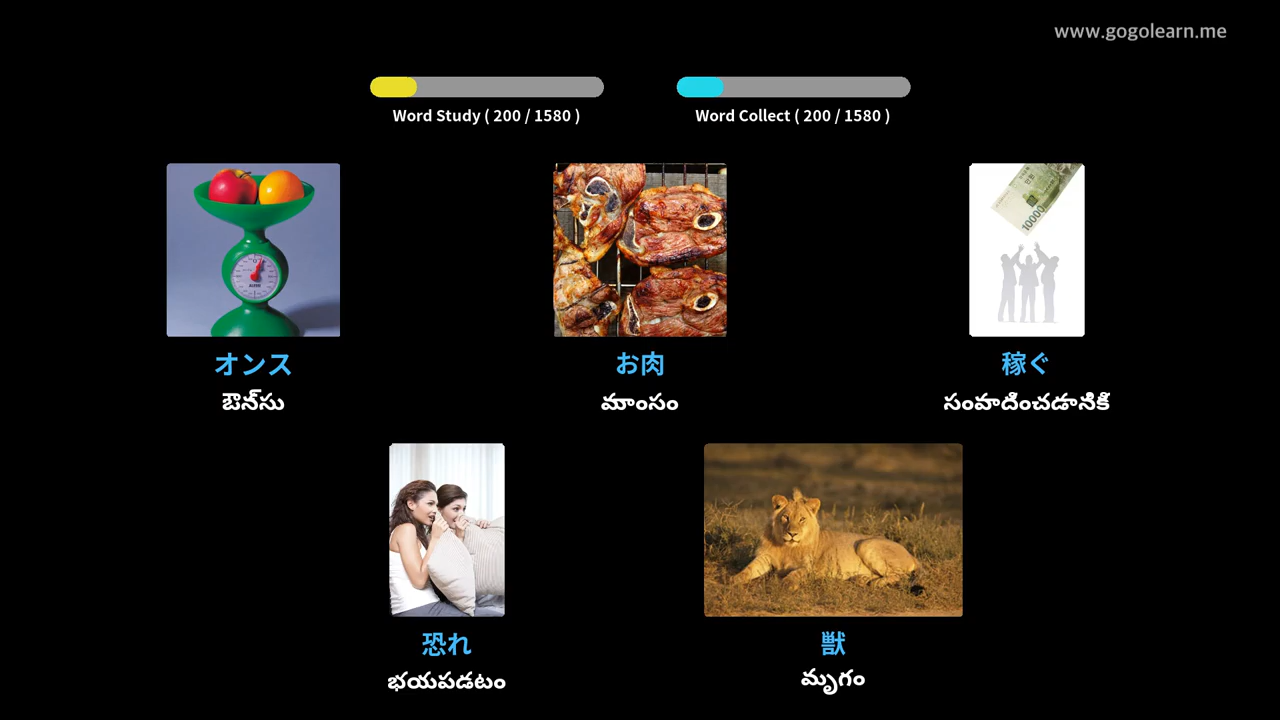 www.gogolearn.me
Word Study ( 200 / 1580 )
Word Collect ( 200 / 1580 )
オンス
ఔన్‌సు
お肉
మాంసం
稼ぐ
సంపాదించడానికి
恐れ
భయపడటం
獣
మృగం
10000